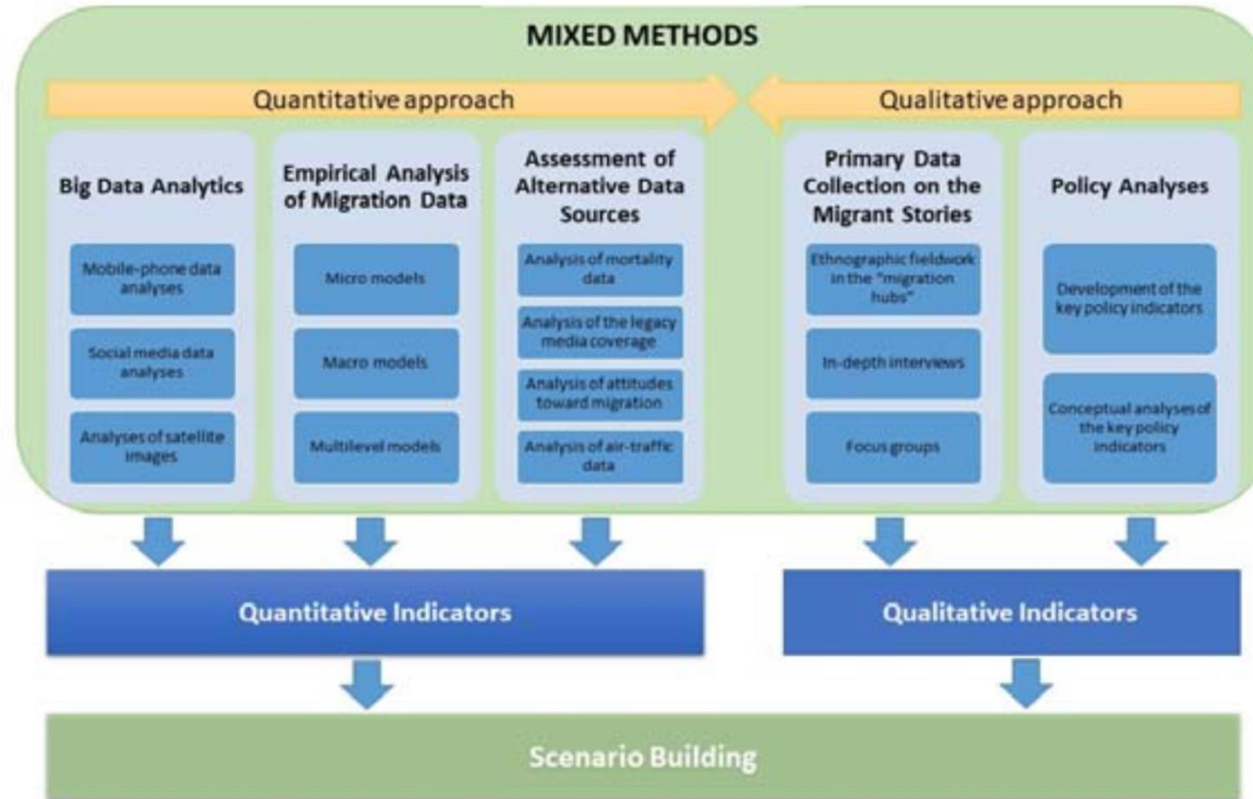 MIXED METHODS
Quantitative approach
Qualitative approach
Big Data Analytics
Mobile-phone data
analyses
Social media data
analyses
Analyses of satellite
images
Empirical Analysis
of Migration Data
Micro models
Macro models
Multilevel models
Assessment of
Alternative Data
Sources
Analysis of mortality
data
Analysis of the legacy
media coverage
Analysis of attitudes
toward migration
Analysis of air-traffic
data
Primary Data
Collection on the
Migrant Stories
Ethnographic fieldwork
in the “migration
hubs”
In-depth interviews
Focus groups
Policy Analyses
Development of the
key policy indicators
Conceptual analyses of
the key policy
indicators
Quantitative Indicators
Qualitative Indicators
Scenario Building